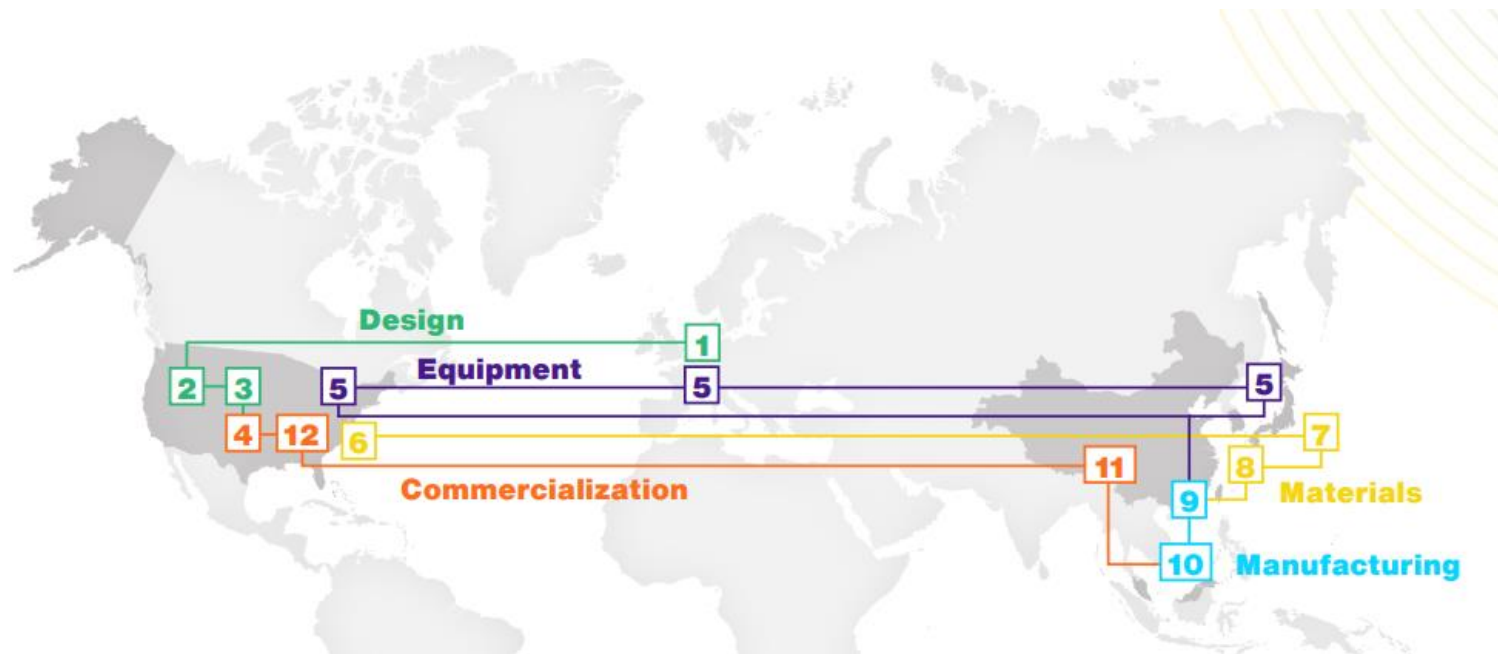 Design
1
2
3
Equipment
5
5
5
4
12
6
7
11
8
Commercialization
Materials
9
10
Manufacturing